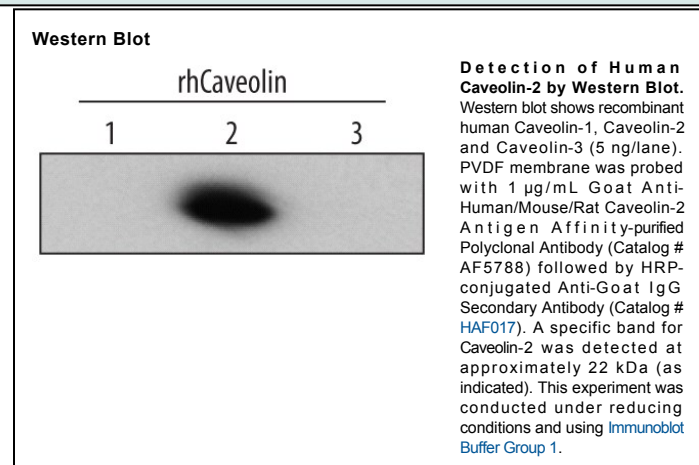 Western Blot
rhCaveolin
1 2 3
Detection of Human
Caveolin-2 by Western Blot.
Western blot shows recombinant
human Caveolin-1, Caveolin-2
and Caveolin-3 (5 ng/lane).
PVDF membrane was probed
with 1 µg/mL Goat Anti-
Human/Mouse/Rat Caveolin-2
Antigen Affinity-purified
Polyclonal Antibody (Catalog #
AF5788) followed by HRP-
conjugated Anti-Goat IgG
Secondary Antibody (Catalog #
HAF017). A specific band for
Caveolin-2 was detected at
approximately 22 kDa (as
indicated). This experiment was
conducted under reducing
conditions and using Immunoblot
Buffer Group 1.